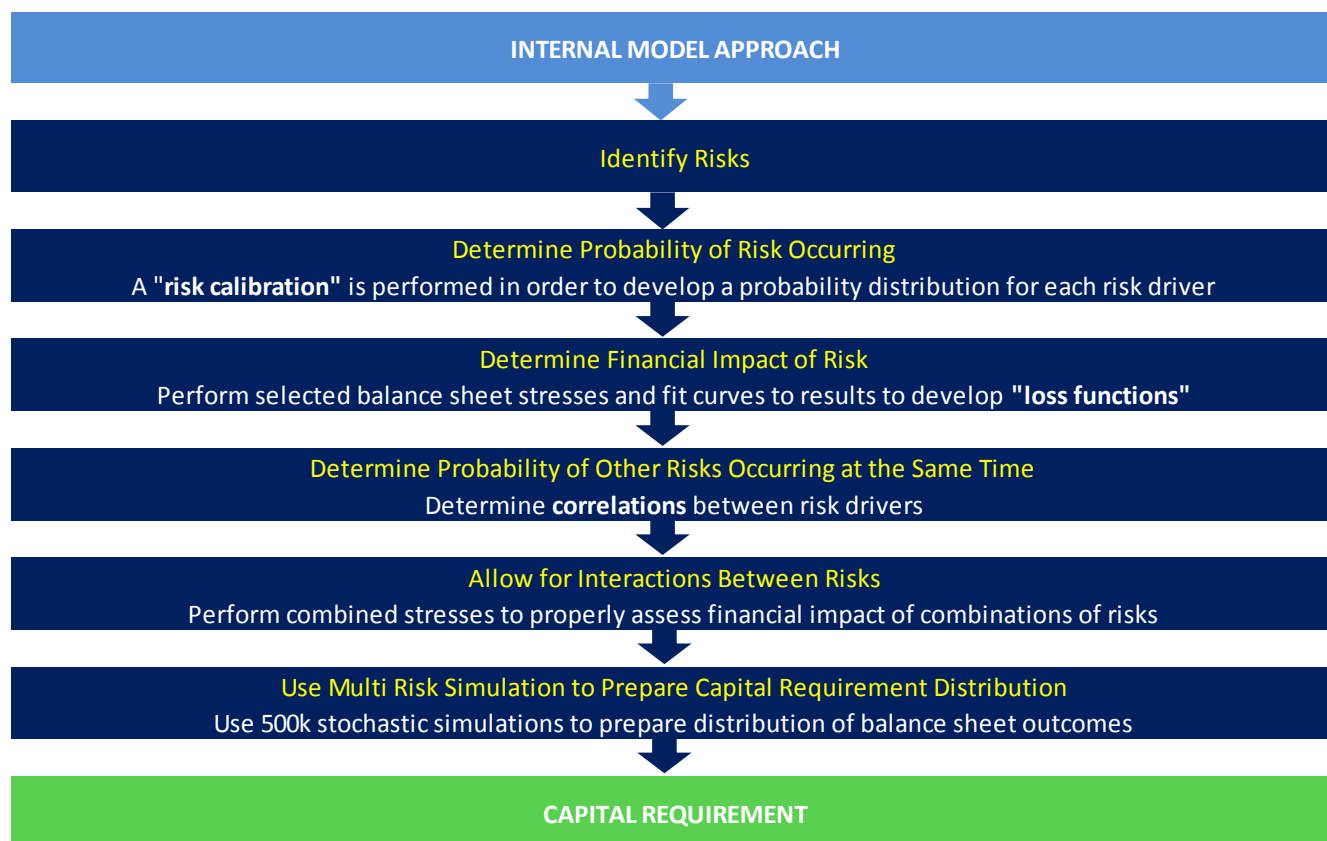 INTERNAL MODEL APPROACH
Identify Risks
Determine Probability of Risk Occurring
A "risk calibration" is performed in order to develop a probability distribution for each risk driver
Determine Financial Impact of Risk
Perform selected balance sheet stresses and fit curves to results to develop "loss functions"
Determine Probability of Other Risks Occurring at the Same Time
Determine correlations between risk drivers
Allow for Interactions Between Risks
Perform combined stresses to properly assess financial impact of combinations of risks
Use Multi Risk Simulation to Prepare Capital Requirement Distribution
Use 500k stochastic simulations to prepare distribution of balance sheet outcomes
CAPITAL REQUIREMENT